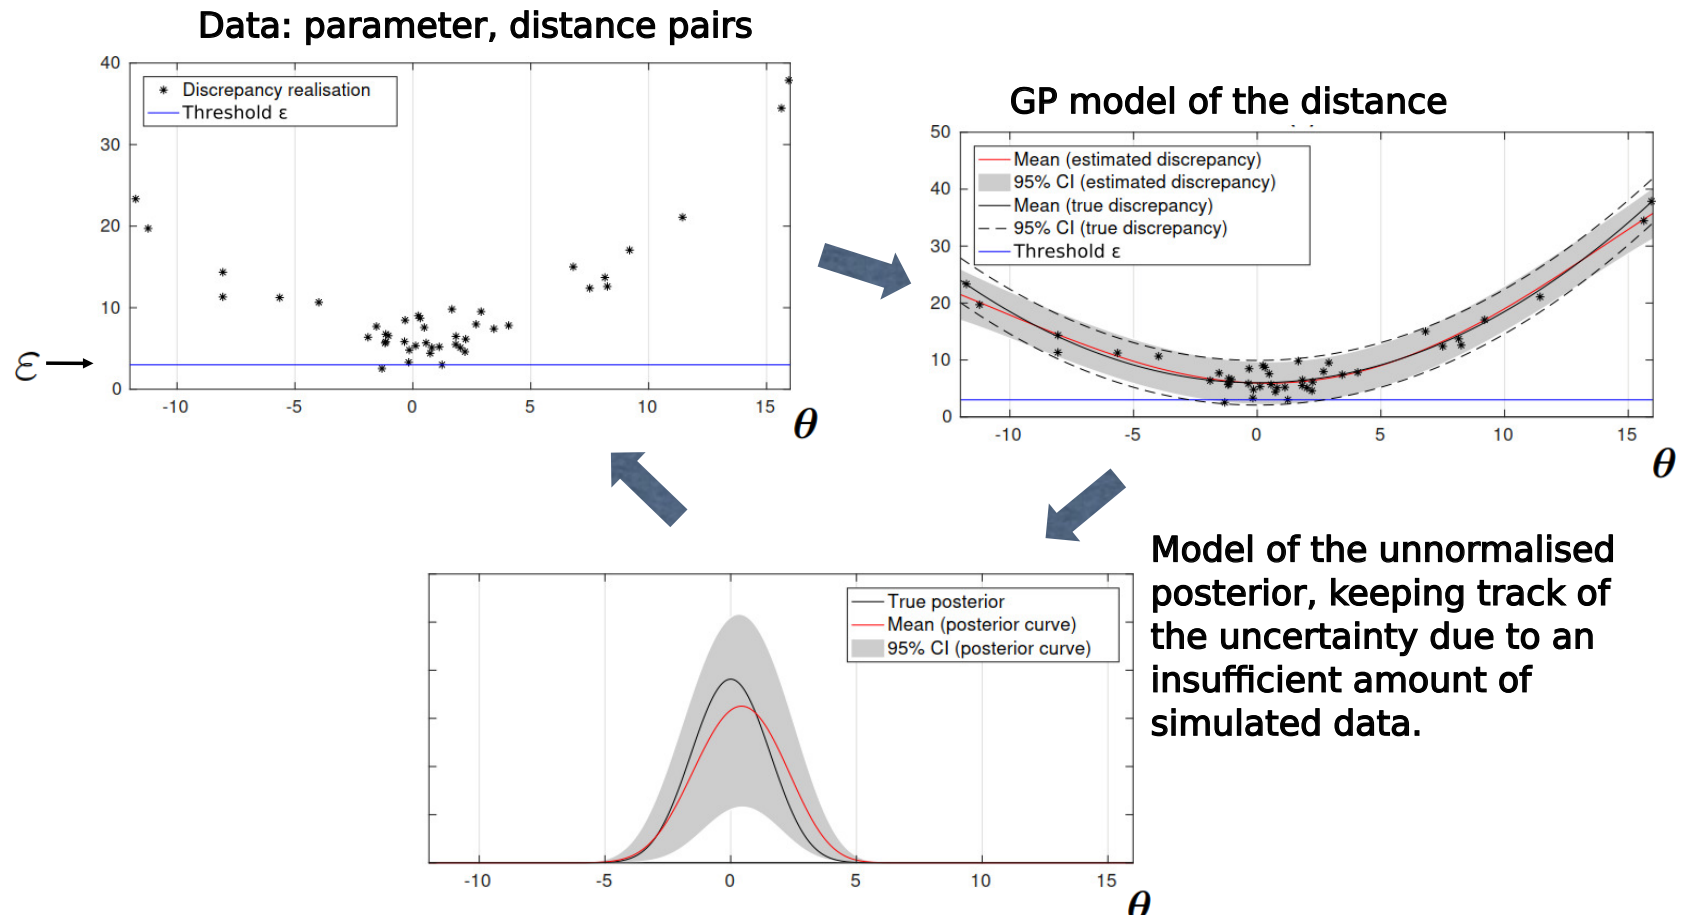 Data: parameter, distance pairs
40
30
20
10
0
Discrepancy realisation
Threshold ε
ε
-10 -5 0 5 10 15
θ
GP model of the distance
50
40
30
20
10
0
Mean (estimated discrepancy)
95% CI (estimated discrepancy)
Mean (true discrepancy)
95% CI (true discrepancy)
Threshold ε
-10 -5 0 5 10 15
θ
Model of the unnormalised
posterior, keeping track of
the uncertainty due to an
insufficient amount of
simulated data.
True posterior
Mean (posterior curve)
95% CI (posterior curve)
-10 -5 0 5 10 15
θ